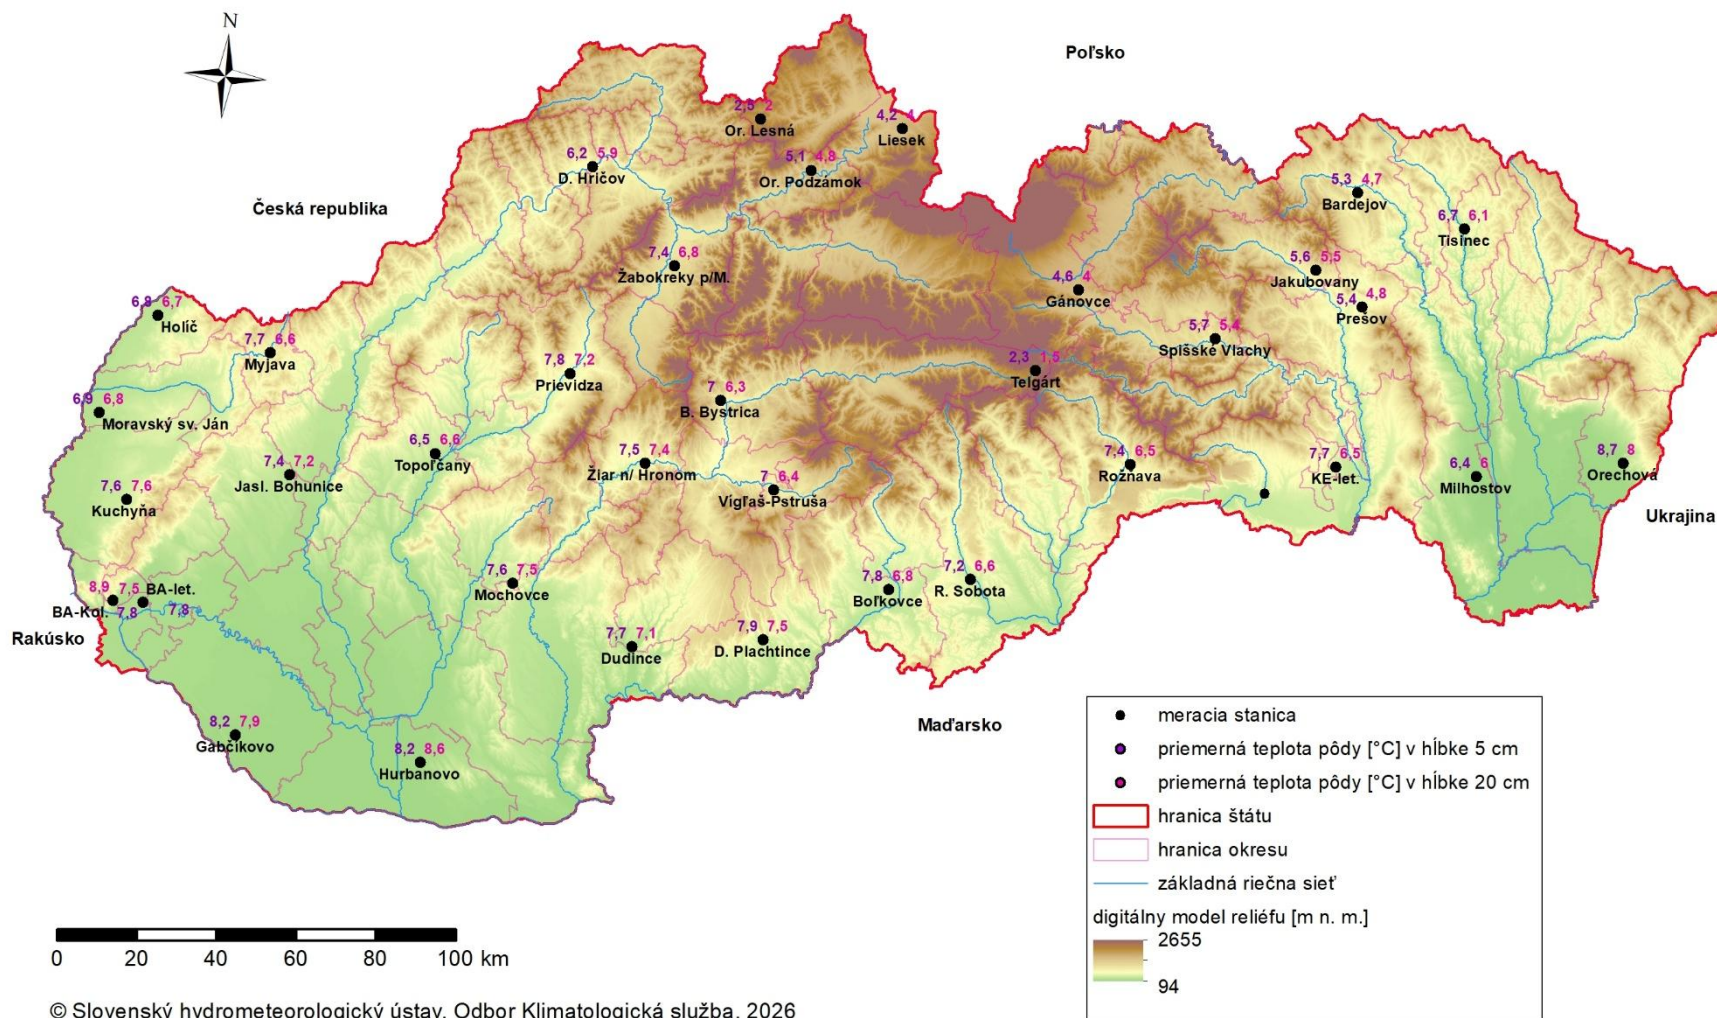 N
Poľsko
2,5 2
Or. Lesná
4,2 4
Liesek
6,2 5,9
D. Hričov
5,1 4,8
Or. Podzámok
5,3 4,7
Bardejov
Česká republika
6,7 6,1
Tisinec
7,4 6,8
Žabokreky p/M.
5,6 5,5
Jakubovany
4,6 4
Gánovce
5,4 4,8
Prešov
6,8 6,7
Holíč
7,7 6,6
Myjava
5,7 5,4
Spišské Vlachy
7,8 7,2
Prievidza
2,3 1,5
Telgárt
7 6,3
B. Bystrica
6,9 6,8
Moravský sv. Ján
6,5 6,6
Topoľčany
7,4 7,2
Jasl. Bohunice
7,5 7,4
Žiar n/ Hronom
7 6,4
Vígľaš-Pstruša
7,4 6,5
Rožňava
7,7 6,5
KE-let.
6,4 6
Milhostov
8,7 8
Orechová
7,6 7,6
Kuchyňa
Ukrajina
8,9 7,5
BA-Kol.
BA-let.
7,8 7,8
7,6 7,5
Mochovce
7,8 6,8
Boľkovce
7,2 6,6
R. Sobota
Rakúsko
7,7 7,1
Dudince
7,9 7,5
D. Plachtince
8,2 7,9
Gabčíkovo
8,2 8,6
Hurbanovo
Maďarsko
meracia stanica
priemerná teplota pôdy [°C] v hĺbke 5 cm
priemerná teplota pôdy [°C] v hĺbke 20 cm
hranica štátu
hranica okresu
základná riečna sieť
digitálny model reliéfu [m n. m.]
2655
94
0 20 40 60 80 100 km
© Slovenský hydrometeorologický ústav, Odbor Klimatologická služba, 2026